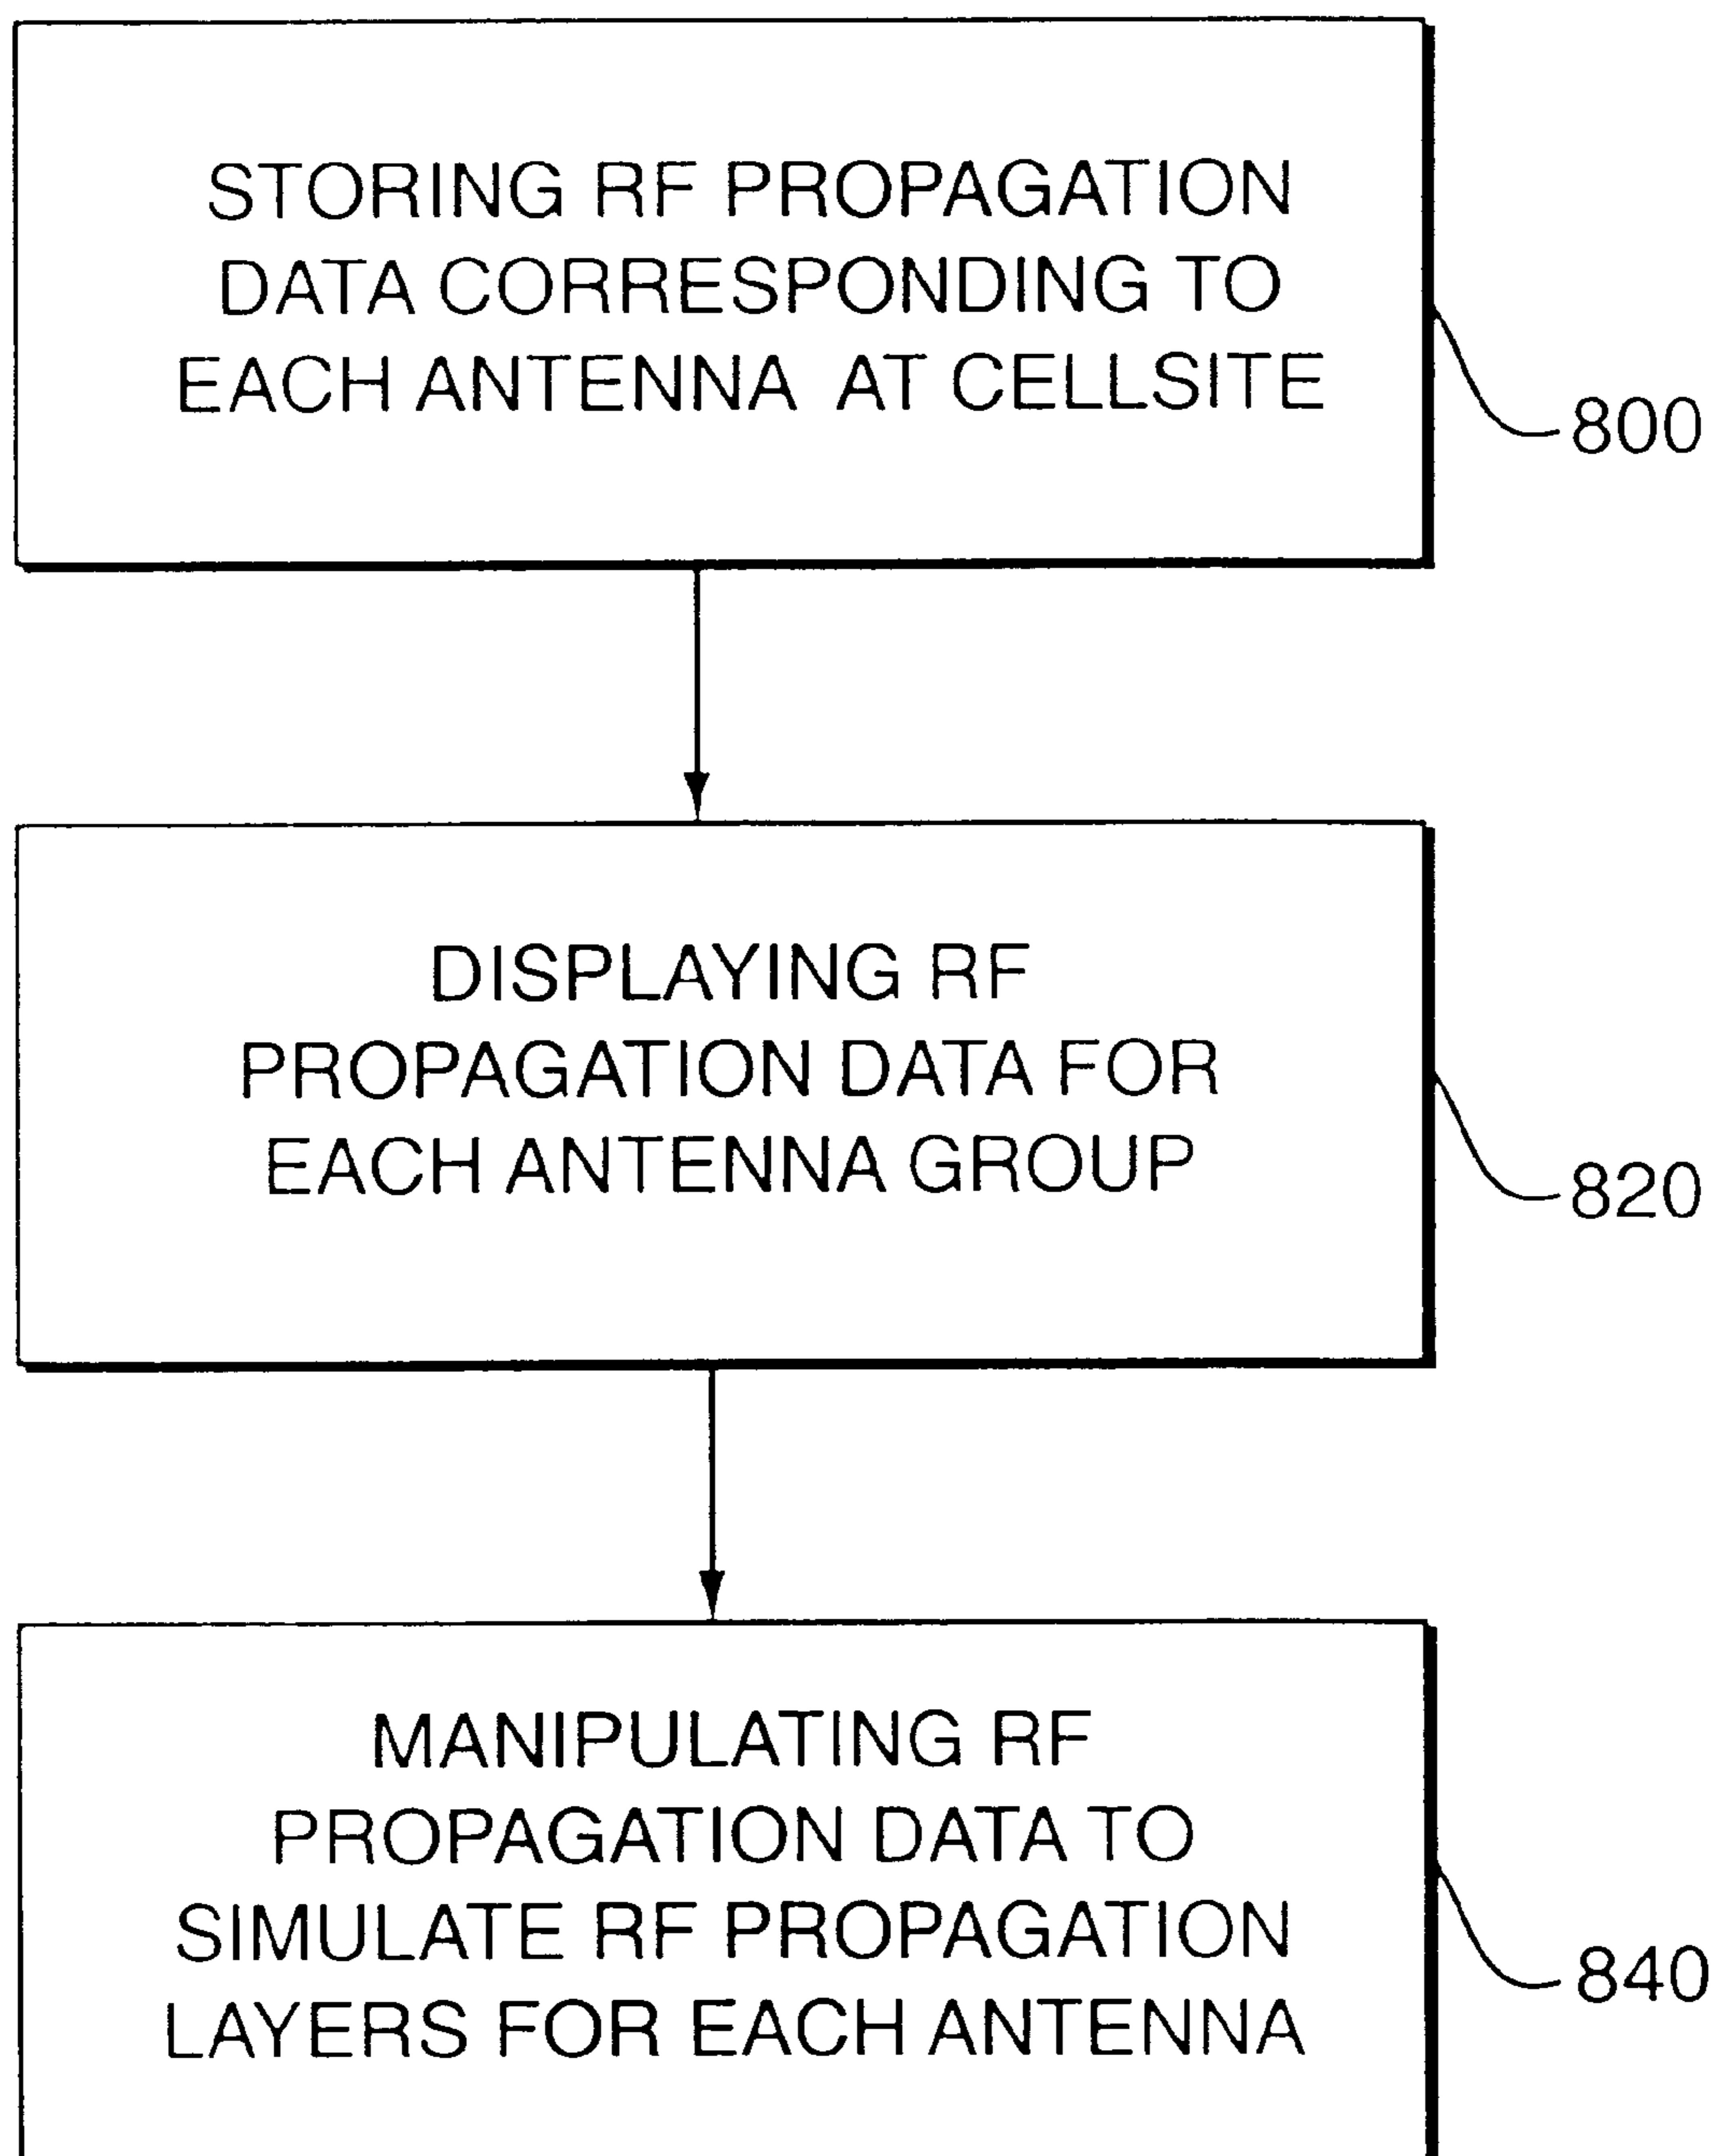 STORING RF PROPAGATION
DATA CORRESPONDING TO
EACH ANTENNA AT CELLSITE
800
DISPLAYING RF
PROPAGATION DATA FOR
EACH ANTENNA GROUP
820
MANIPULATING RF
PROPAGATION DATA TO
SIMULATE RF PROPAGATION
LAYERS FOR EACH ANTENNA
840